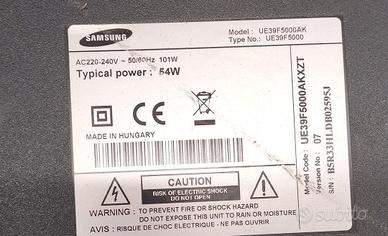 SAMSUNG
Model : UE39F5000AK
Type No.: UE39F5000
AC220-240V ~ 50/60Hz 101W
Typical power : 54W
CE
MADE IN HUNGARY
CAUTION
RISK OF ELECTRIC SHOCK
DO NOT OPEN
WARNING : TO PREVENT FIRE OR SHOCK HAZARD
DO NOT EXPOSE THIS UNIT TO RAIN OR MOISTURE
AVIS : RISQUE DE CHOC ELECTRIQUE - NE PAS OUVRIR
Model Code : UE39F5000AKXZT
Version No : 07
S/N : B5R33HLDB02595J
subito